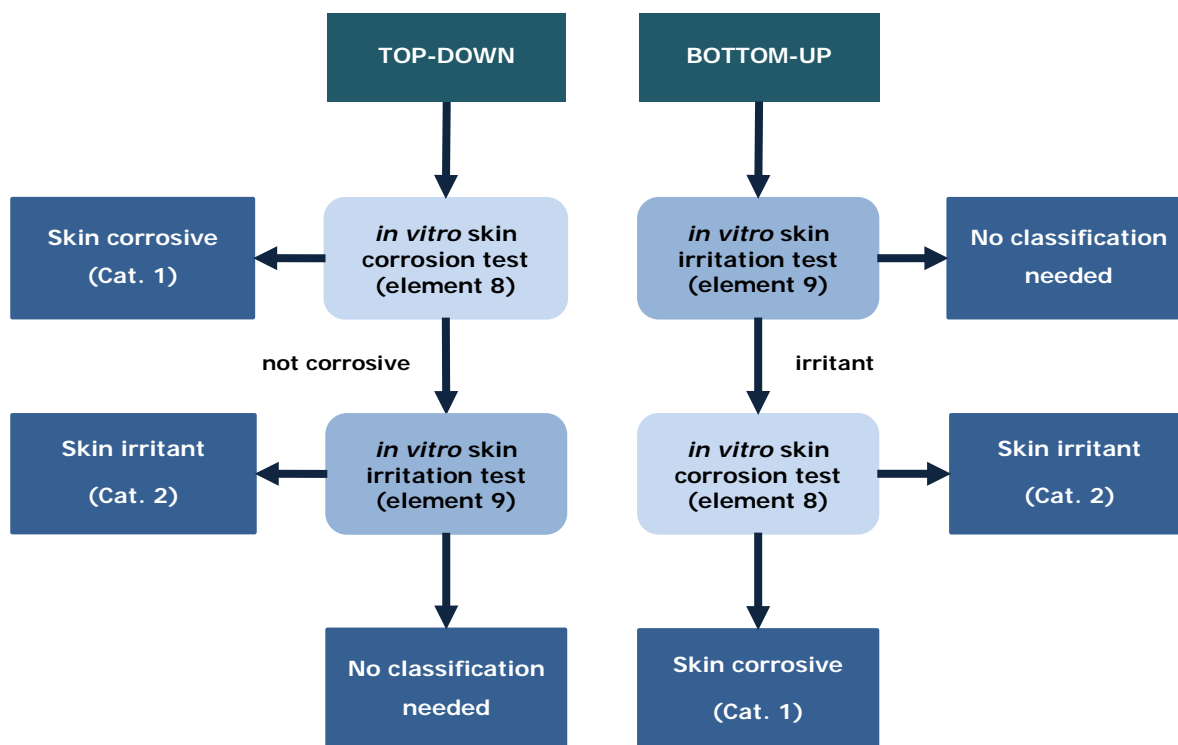 TOP-DOWN
BOTTOM-UP
Skin corrosive
(Cat. 1)
in vitro skin
corrosion test
(element 8)
in vitro skin
irritation test
(element 9)
No classification
needed
not corrosive
irritant
Skin irritant
(Cat. 2)
in vitro skin
irritation test
(element 9)
in vitro skin
corrosion test
(element 8)
Skin irritant
(Cat. 2)
No classification
needed
Skin corrosive
(Cat. 1)